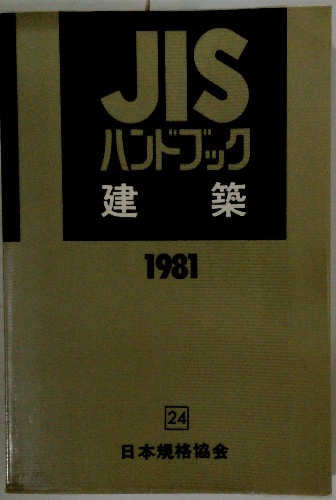 JIS
ハンドブック
建築
1981
24
日本規格協会